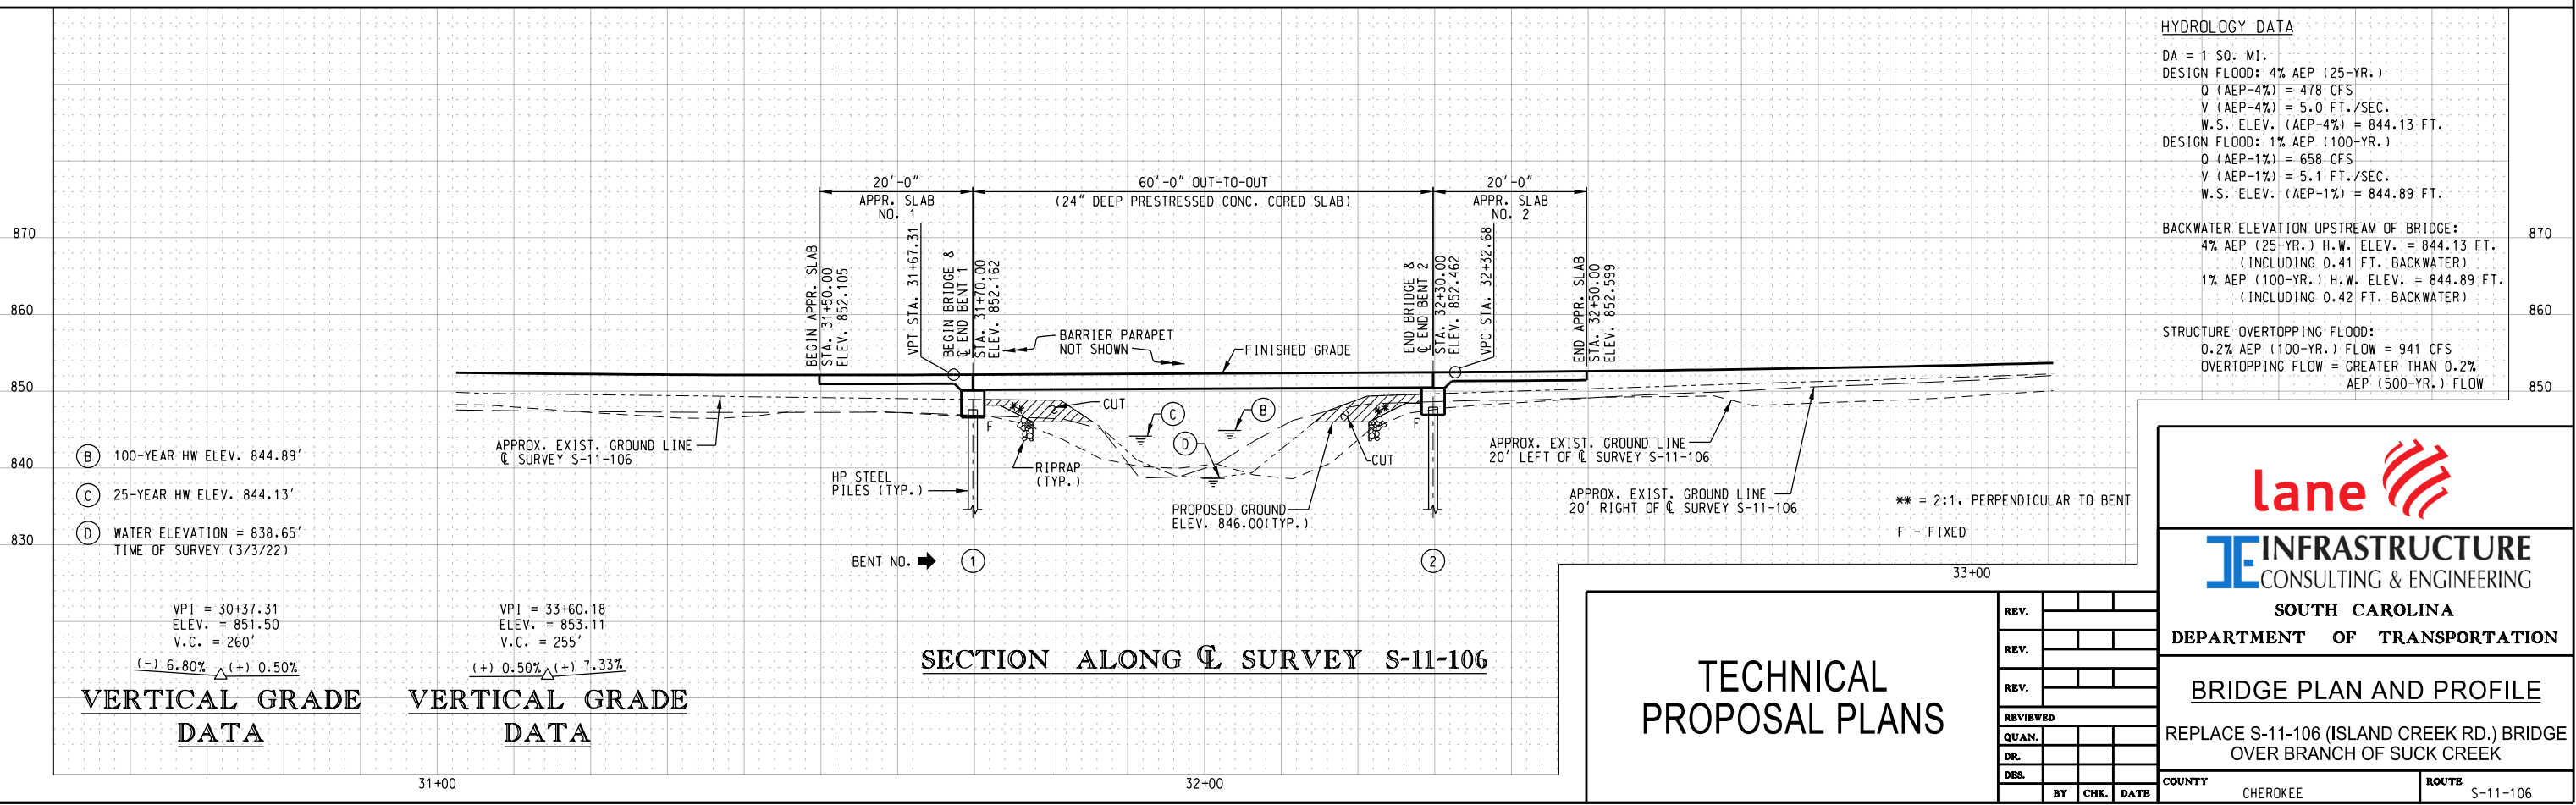 HYDROLOGY DATA
DA = 1 SQ. MI.
DESIGN FLOOD: 4% AEP (25-YR.)
Q (AEP-4%) = 478 CFS
V (AEP-4%) = 5.0 FT./SEC.
W.S. ELEV. (AEP-4%) = 844.13 FT.
DESIGN FLOOD: 1% AEP (100-YR.)
Q (AEP-1%) = 658 CFS
V (AEP-1%) = 5.1 FT./SEC.
W.S. ELEV. (AEP-1%) = 844.89 FT.
BACKWATER ELEVATION UPSTREAM OF BRIDGE:
4% AEP (25-YR.) H.W. ELEV. = 844.13 FT.
(INCLUDING 0.41 FT. BACKWATER)
1% AEP (100-YR.) H.W. ELEV. = 844.89 FT.
(INCLUDING 0.42 FT. BACKWATER)
STRUCTURE OVERTOPPING FLOOD:
0.2% AEP (100-YR.) FLOW = 941 CFS
OVERTOPPING FLOW = GREATER THAN 0.2%
AEP (500-YR.) FLOW
870
860
850
840
830
870
860
850
20'-0"
APPR. SLAB
NO. 1
60'-0" OUT-TO-OUT
(24" DEEP PRESTRESSED CONC. CORED SLAB)
20'-0"
APPR. SLAB
NO. 2
BEGIN APPR. SLAB
STA. 31+50.00
ELEV. 852.105
VPT STA. 31+67.31
BEGIN BRIDGE &
℄ END BENT 1
STA. 31+70.00
ELEV. 852.162
END BRIDGE &
℄ END BENT 2
STA. 32+30.00
ELEV. 852.462
VPC STA. 32+32.68
END APPR. SLAB
STA. 32+50.00
ELEV. 852.599
BARRIER PARAPET
NOT SHOWN
FINISHED GRADE
CUT
**
**
F
F
C
B
D
CUT
RIPRAP
(TYP.)
HP STEEL
PILES (TYP.)
PROPOSED GROUND
ELEV. 846.00(TYP.)
APPROX. EXIST. GROUND LINE
℄ SURVEY S-11-106
APPROX. EXIST. GROUND LINE
20' LEFT OF ℄ SURVEY S-11-106
APPROX. EXIST. GROUND LINE
20' RIGHT OF ℄ SURVEY S-11-106
** = 2:1, PERPENDICULAR TO BENT
F - FIXED
B 100-YEAR HW ELEV. 844.89'
C 25-YEAR HW ELEV. 844.13'
D WATER ELEVATION = 838.65'
TIME OF SURVEY (3/3/22)
BENT NO. 1 2
VPI = 30+37.31
ELEV. = 851.50
V.C. = 260'
(-) 6.80% (+) 0.50%
VERTICAL GRADE
DATA
VPI = 33+60.18
ELEV. = 853.11
V.C. = 255'
(+) 0.50% (+) 7.33%
VERTICAL GRADE
DATA
SECTION ALONG ℄ SURVEY S-11-106
31+00
32+00
33+00
TECHNICAL
PROPOSAL PLANS
REV.
REV.
REV.
REVIEWED
QUAN.
DR.
DES.
BY CHK. DATE
lane
INFRASTRUCTURE
CONSULTING & ENGINEERING
SOUTH CAROLINA
DEPARTMENT OF TRANSPORTATION
BRIDGE PLAN AND PROFILE
REPLACE S-11-106 (ISLAND CREEK RD.) BRIDGE
OVER BRANCH OF SUCK CREEK
COUNTY
CHEROKEE
ROUTE
S-11-106